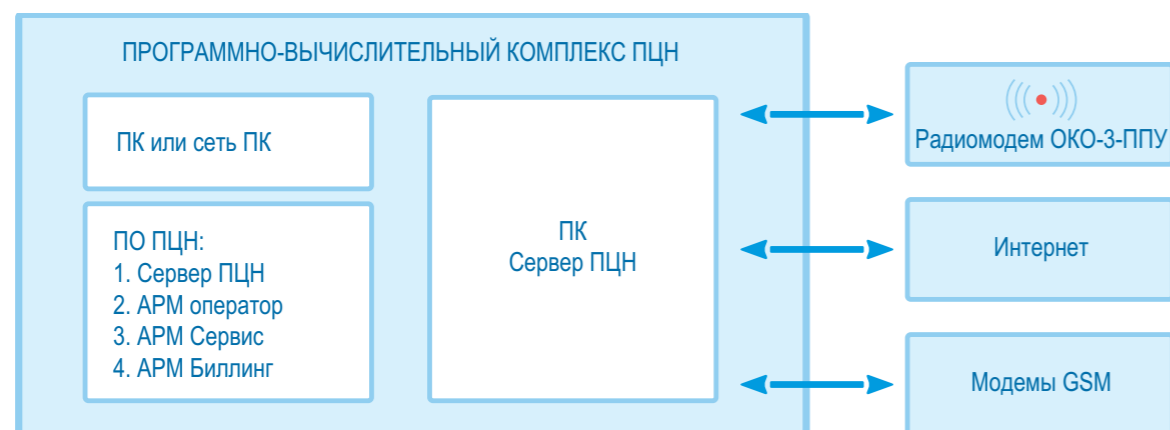 ПРОГРАММНО-ВЫЧИСЛИТЕЛЬНЫЙ КОМПЛЕКС ПЦН
ПК или сеть ПК
ПО ПЦН:
1. Сервер ПЦН
2. АРМ оператор
3. АРМ Сервис
4. АРМ Биллинг
ПК
Сервер ПЦН
Радиомодем ОКО-3-ППУ
Интернет
Модемы GSM